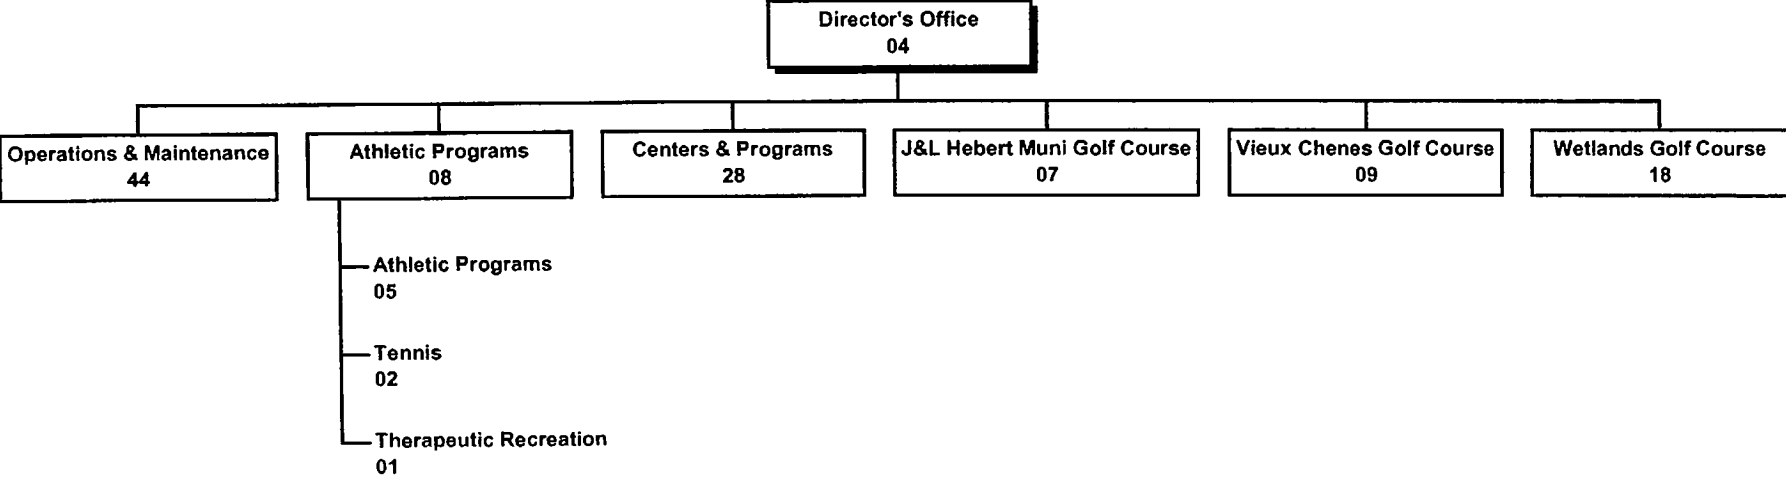 Director's Office
04
Operations & Maintenance
44
Athletic Programs
08
Centers & Programs
28
J&L Hebert Muni Golf Course
07
Vieux Chenes Golf Course
09
Wetlands Golf Course
18
Athletic Programs
05
Tennis
02
Therapeutic Recreation
01